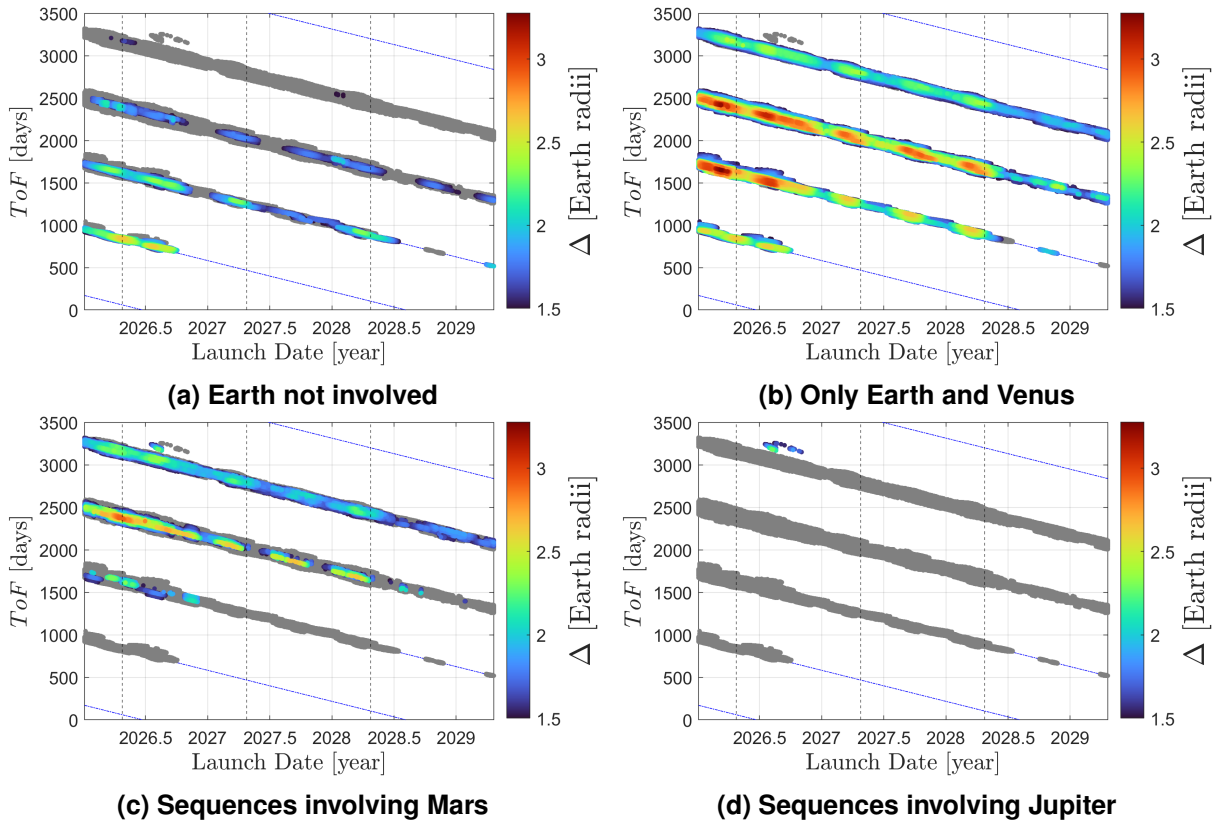 3500
3000
2500
2000
1500
1000
500
0
ToF [days]
2026.5 2027 2027.5 2028 2028.5 2029
Launch Date [year]
3
2.5
2
1.5
Δ [Earth radii]
(a) Earth not involved
3500
3000
2500
2000
1500
1000
500
0
ToF [days]
2026.5 2027 2027.5 2028 2028.5 2029
Launch Date [year]
3
2.5
2
1.5
Δ [Earth radii]
(b) Only Earth and Venus
3500
3000
2500
2000
1500
1000
500
0
ToF [days]
2026.5 2027 2027.5 2028 2028.5 2029
Launch Date [year]
3
2.5
2
1.5
Δ [Earth radii]
(c) Sequences involving Mars
3500
3000
2500
2000
1500
1000
500
0
ToF [days]
2026.5 2027 2027.5 2028 2028.5 2029
Launch Date [year]
3
2.5
2
1.5
Δ [Earth radii]
(d) Sequences involving Jupiter